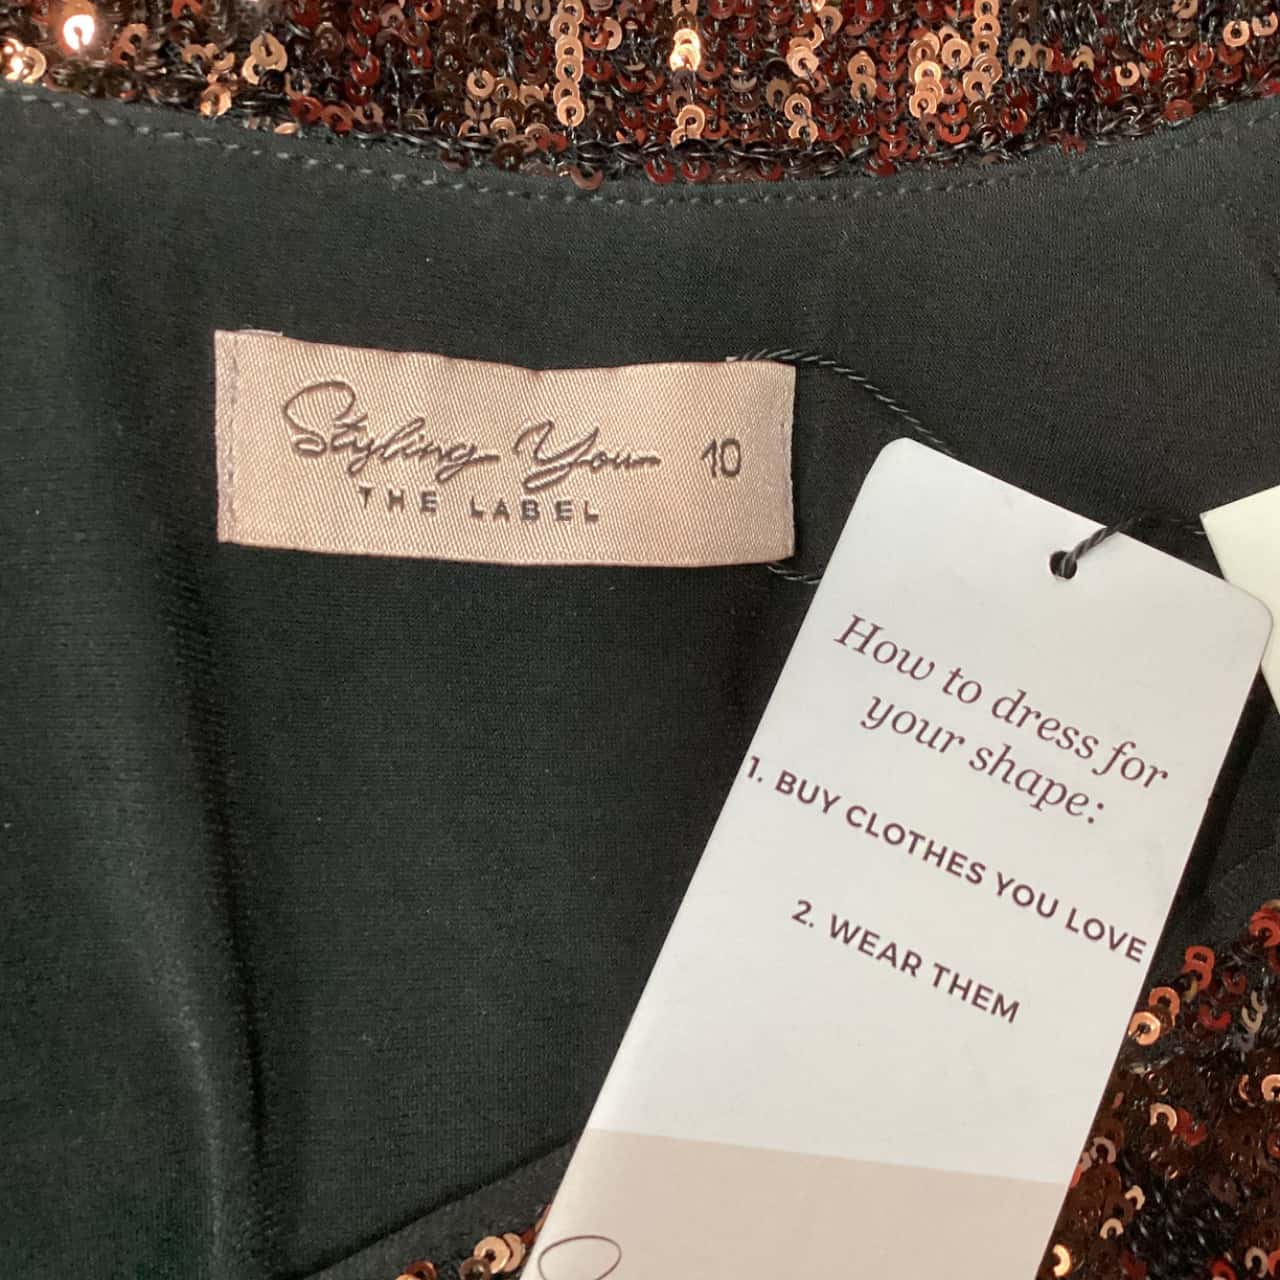 Styling You 10
THE LABEL
How to dress for
your shape:
1. BUY CLOTHES YOU LOVE
2. WEAR THEM